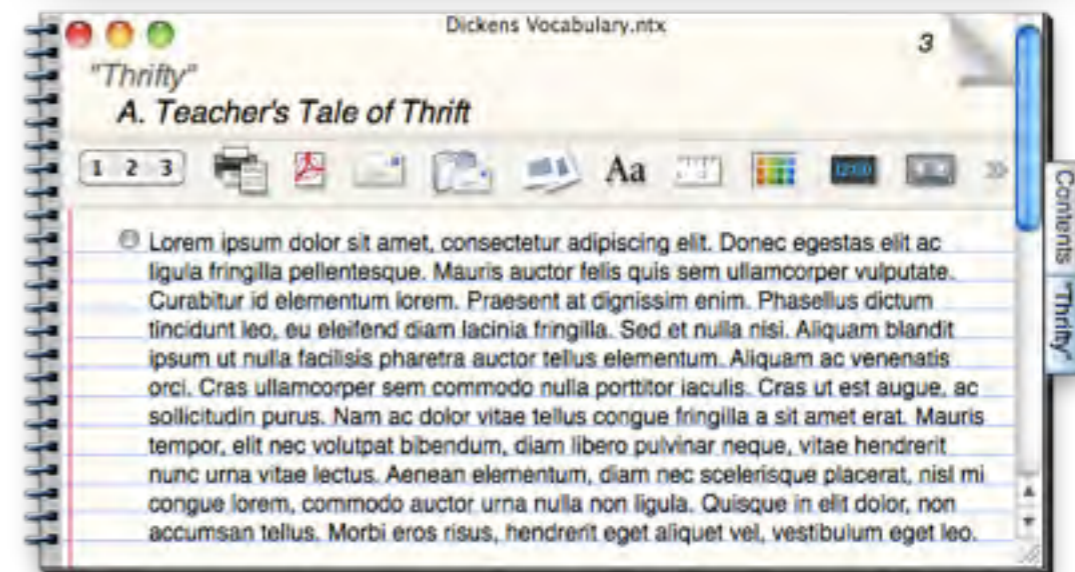 Dickens Vocabulary.ntx
3
"Thrifty"
A. Teacher's Tale of Thrift
1 2 3
Aa
12:00
Contents
"Thrifty"
Lorem ipsum dolor sit amet, consectetur adipiscing elit. Donec egestas elit ac
ligula fringilla pellentesque. Mauris auctor felis quis sem ullamcorper vulputate.
Curabitur id elementum lorem. Praesent at dignissim enim. Phasellus dictum
tincidunt leo, eu eleifend diam lacinia fringilla. Sed et nulla nisi. Aliquam blandit
ipsum ut nulla facilisis pharetra auctor tellus elementum. Aliquam ac venenatis
orci. Cras ullamcorper sem commodo nulla porttitor iaculis. Cras ut est augue, ac
sollicitudin purus. Nam ac dolor vitae tellus congue fringilla a sit amet erat. Mauris
tempor, elit nec volutpat bibendum, diam libero pulvinar neque, vitae hendrerit
nunc urna vitae lectus. Aenean elementum, diam nec scelerisque placerat, nisl mi
congue lorem, commodo auctor urna nulla non ligula. Quisque in elit dolor, non
accumsan tellus. Morbi eros risus, hendrerit eget aliquet vel, vestibulum eget leo.